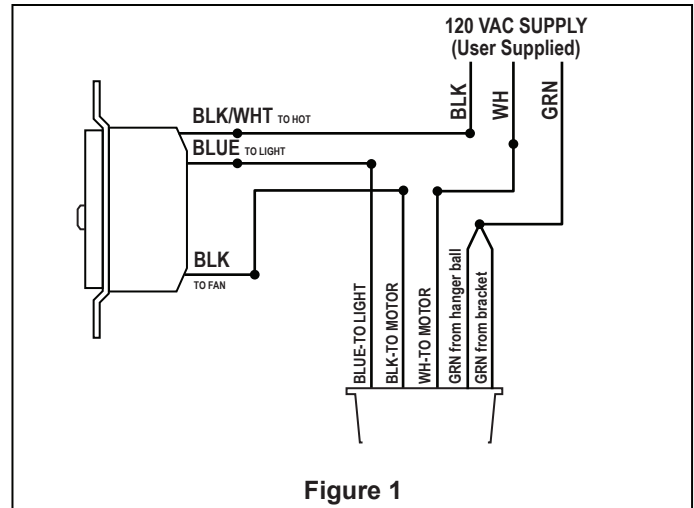 120 VAC SUPPLY
(User Supplied)
BLK
WH
GRN
BLK/WHT TO HOT
BLUE TO LIGHT
BLK
TO FAN
BLUE-TO LIGHT
BLK-TO MOTOR
WH-TO MOTOR
GRN from hanger ball
GRN from bracket
Figure 1